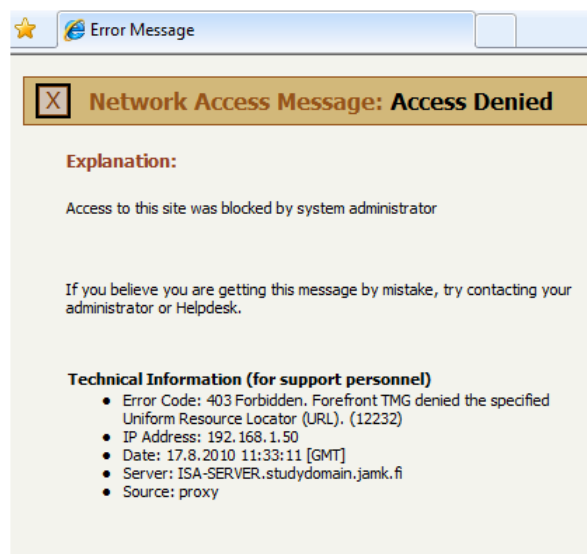 Error Message
X Network Access Message: Access Denied
Explanation:
Access to this site was blocked by system administrator
If you believe you are getting this message by mistake, try contacting your
administrator or Helpdesk.
Technical Information (for support personnel)
• Error Code: 403 Forbidden. Forefront TMG denied the specified
Uniform Resource Locator (URL). (12232)
• IP Address: 192.168.1.50
• Date: 17.8.2010 11:33:11 [GMT]
• Server: ISA-SERVER.studydomain.jamk.fi
• Source: proxy